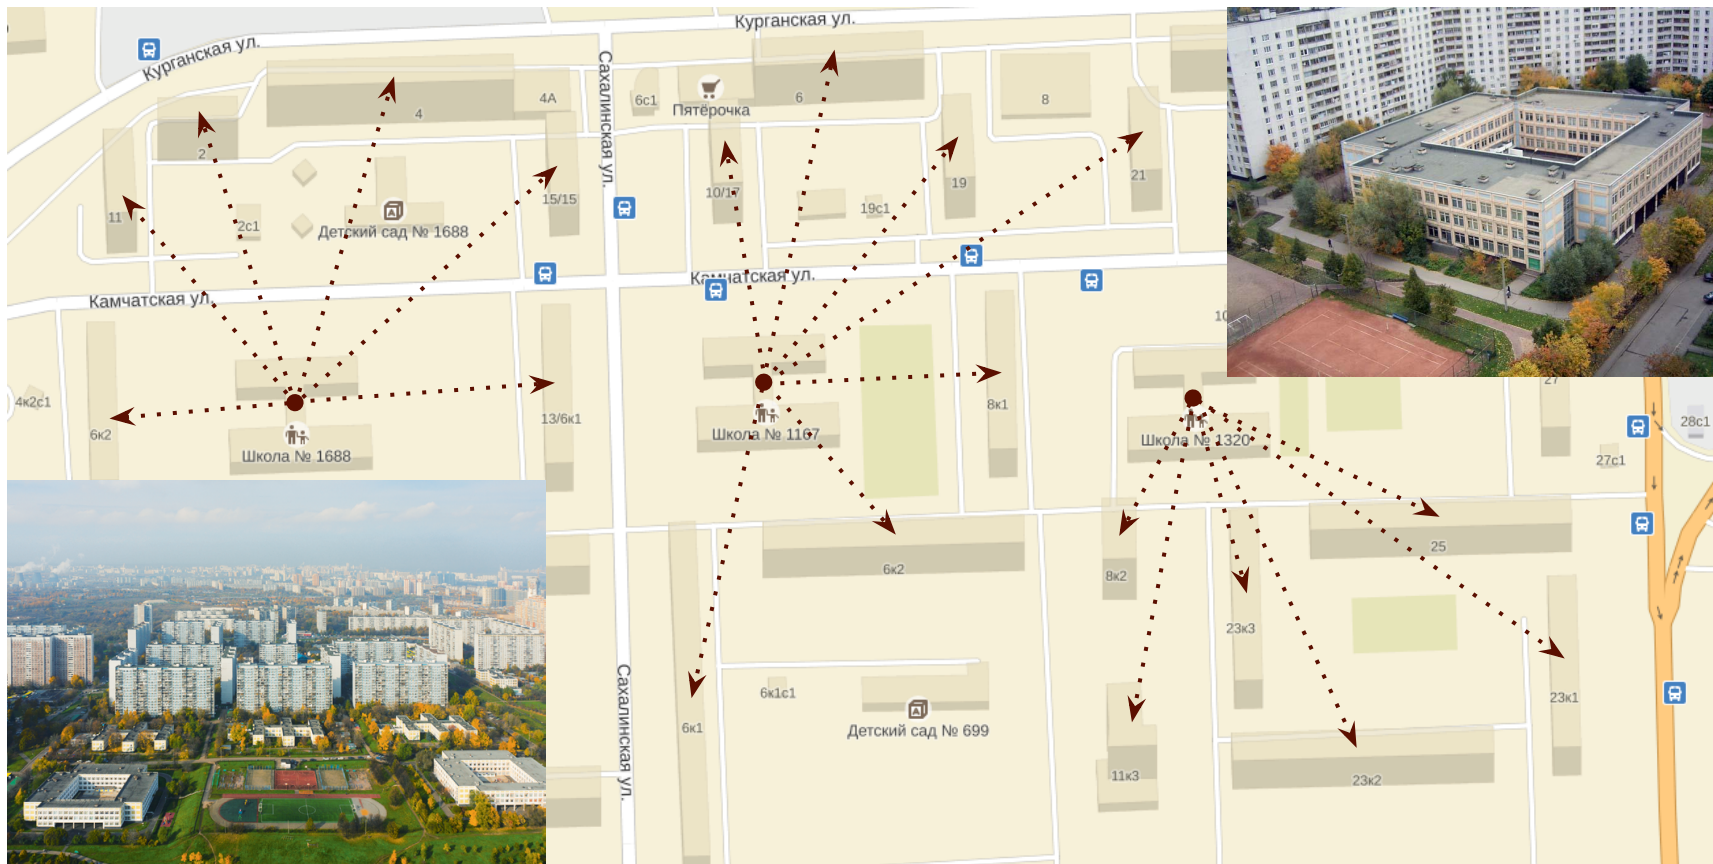 Курганская ул.
Курганская ул.
Сахалинская ул.
4
4А
6с1
Пятёрочка
6
8
2
11
2с1
Детский сад № 1688
15/15
10/17
19с1
19
21
Камчатская ул.
Камчатская ул.
4к2с1
6к2
Школа № 1688
13/6к1
Школа № 1167
8к1
Школа № 1320
27
28с1
27с1
6к2
8к2
25
23к3
Сахалинская ул.
6к1
6к1с1
Детский сад № 699
11к3
23к2
23к1